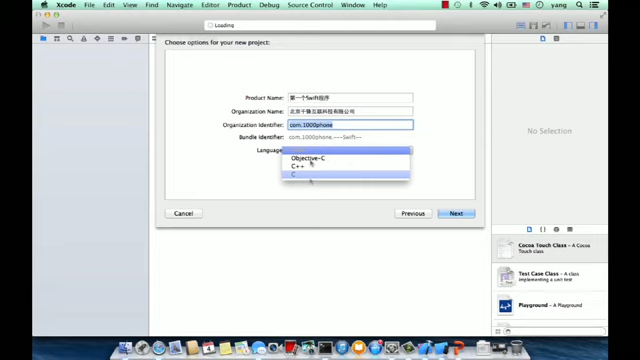 Xcode File Edit View Find Navigate Editor Product Debug Source Control Window Help
yang
Loading
Choose options for your new project:
Product Name: 第一个Swift程序
Organization Name: 北京千锋互联科技有限公司
Organization Identifier: com.1000phone
Bundle Identifier: com.1000phone.---Swift--
Language
Objective-C
C++
C
No Selection
Cancel
Previous
Next
Cocoa Touch Class - A Cocoa
Touch class
Test Case Class - A class
implementing a unit test
Playground - A Playground